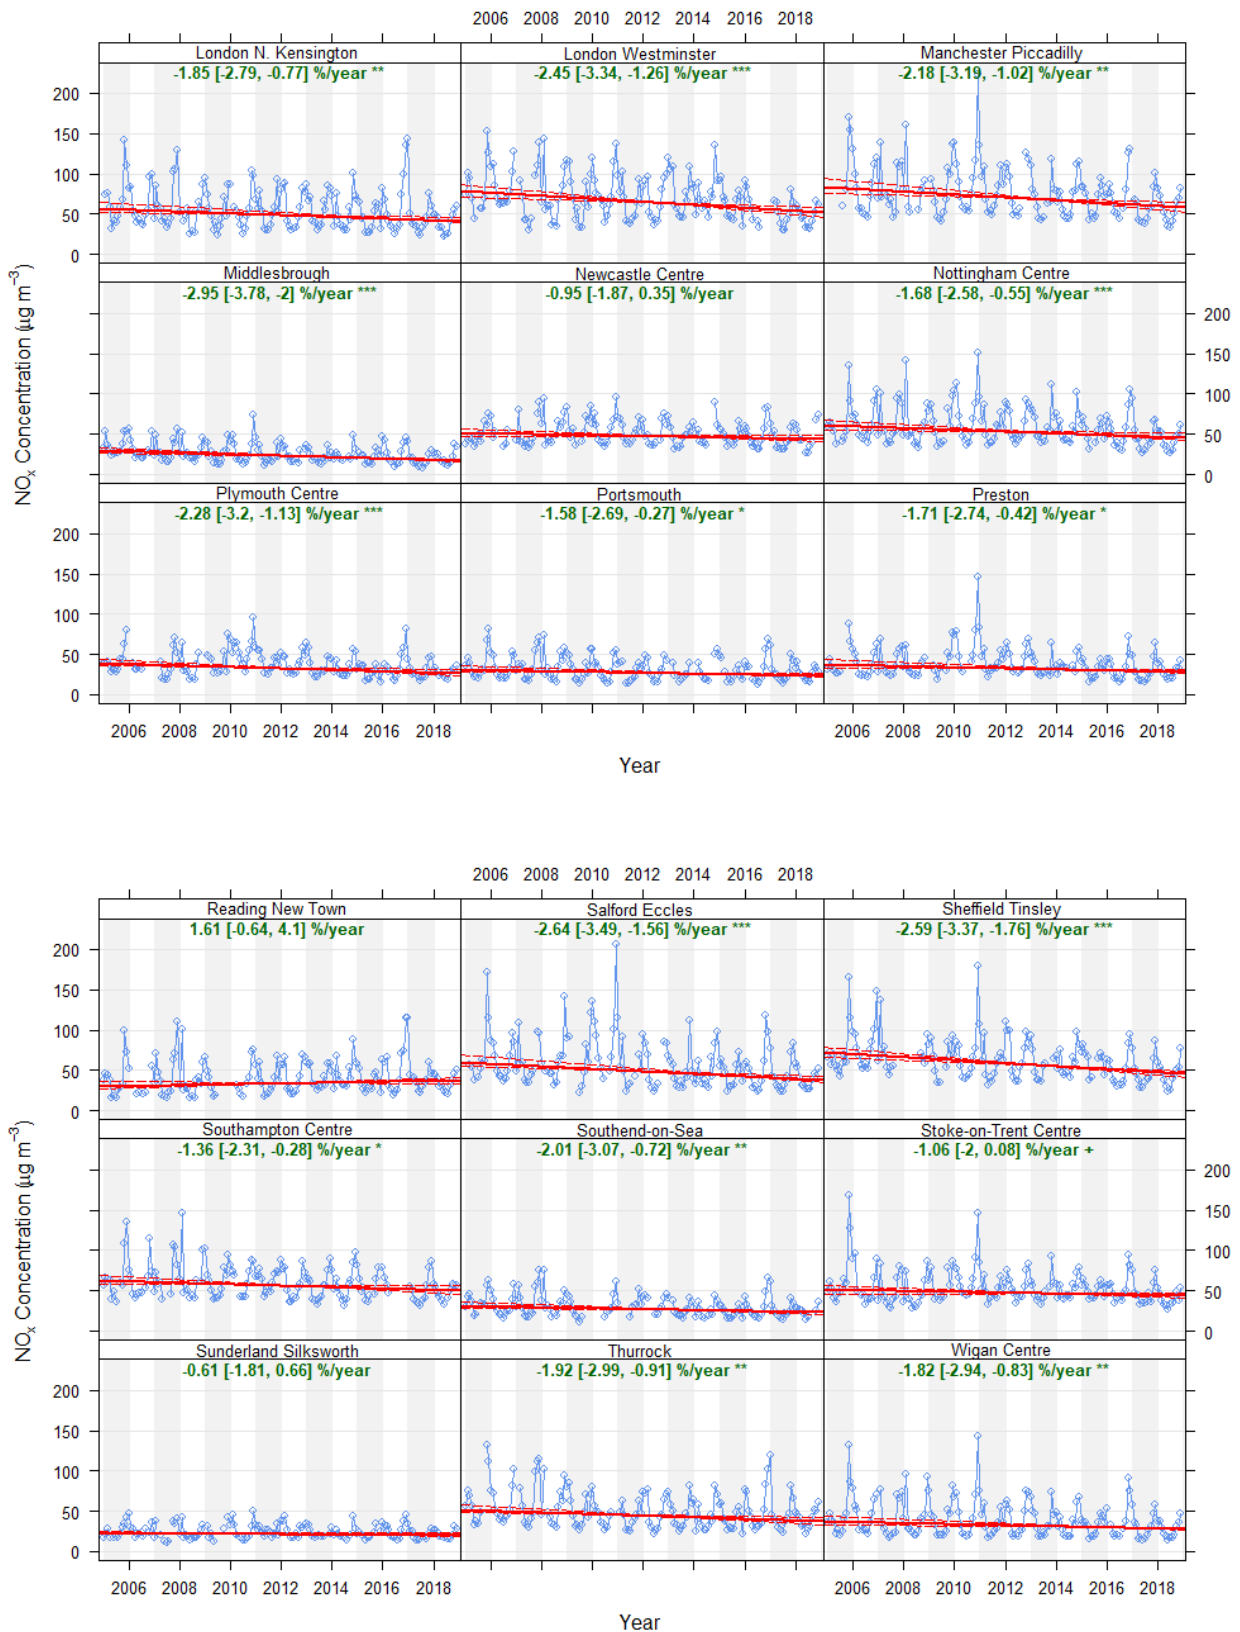 2006 2008 2010 2012 2014 2016 2018
London N. Kensington London Westminster Manchester Piccadilly
-1.85 [-2.79, -0.77] %/year ** -2.45 [-3.34, -1.26] %/year *** -2.18 [-3.19, -1.02] %/year **
200
150
100
50
0
Middlesbrough Newcastle Centre Nottingham Centre
-2.95 [-3.78, -2] %/year *** -0.95 [-1.87, 0.35] %/year -1.68 [-2.58, -0.55] %/year ***
200
150
100
50
0
NOx Concentration (µg m−3)
Plymouth Centre Portsmouth Preston
-2.28 [-3.2, -1.13] %/year *** -1.58 [-2.69, -0.27] %/year * -1.71 [-2.74, -0.42] %/year *
200
150
100
50
0
2006 2008 2010 2012 2014 2016 2018 2006 2008 2010 2012 2014 2016 2018
Year
2006 2008 2010 2012 2014 2016 2018
Reading New Town Salford Eccles Sheffield Tinsley
1.61 [-0.64, 4.1] %/year -2.64 [-3.49, -1.56] %/year *** -2.59 [-3.37, -1.76] %/year ***
200
150
100
50
0
Southampton Centre Southend-on-Sea Stoke-on-Trent Centre
-1.36 [-2.31, -0.28] %/year * -2.01 [-3.07, -0.72] %/year ** -1.06 [-2, 0.08] %/year +
200
150
100
50
0
NOx Concentration (µg m−3)
Sunderland Silksworth Thurrock Wigan Centre
-0.61 [-1.81, 0.66] %/year -1.92 [-2.99, -0.91] %/year ** -1.82 [-2.94, -0.83] %/year **
200
150
100
50
0
2006 2008 2010 2012 2014 2016 2018 2006 2008 2010 2012 2014 2016 2018
Year